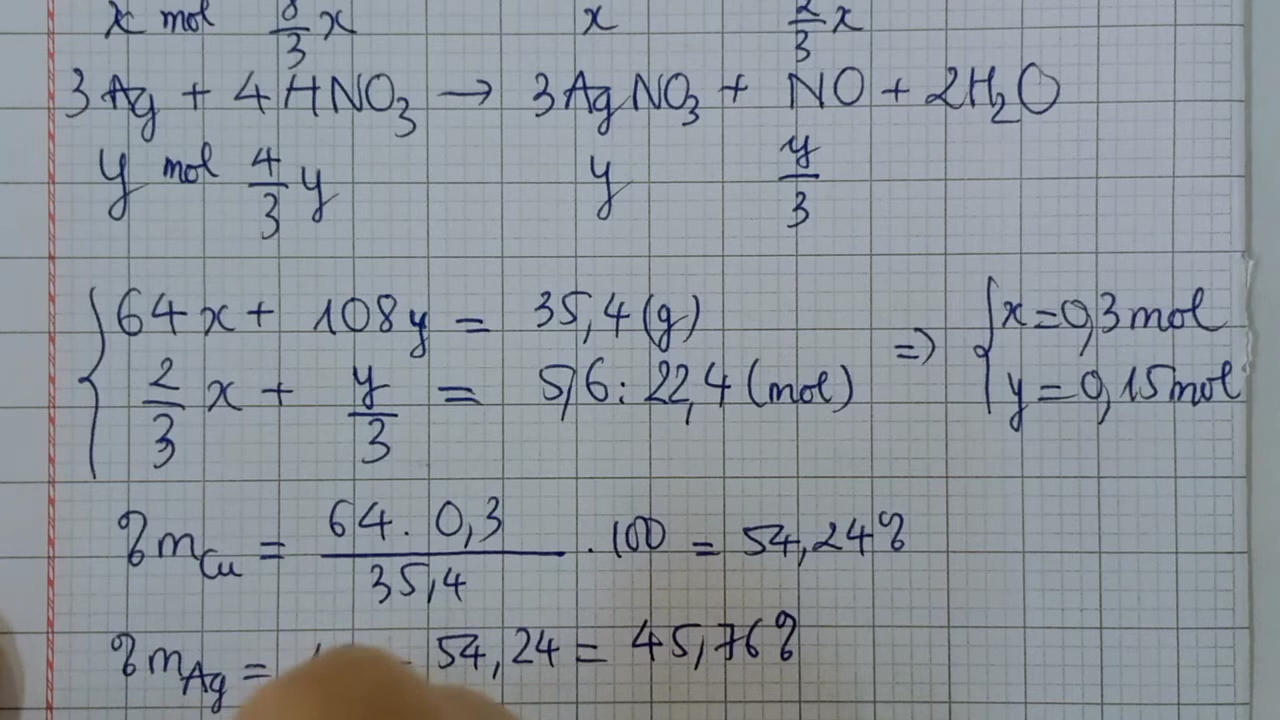 x mol 8/3 x x 2/3 x
3Ag + 4HNO₃ → 3AgNO₃ + NO + 2H₂O
y mol 4/3 y y y/3
64x + 108y = 35,4(g) => x = 0,3 mol
2/3 x + y/3 = 5,6 : 22,4 (mol) y = 0,15 mol
%m_Cu = 64 . 0,3 / 35,4 . 100 = 54,24%
%m_Ag = 54,24 = 45,76%